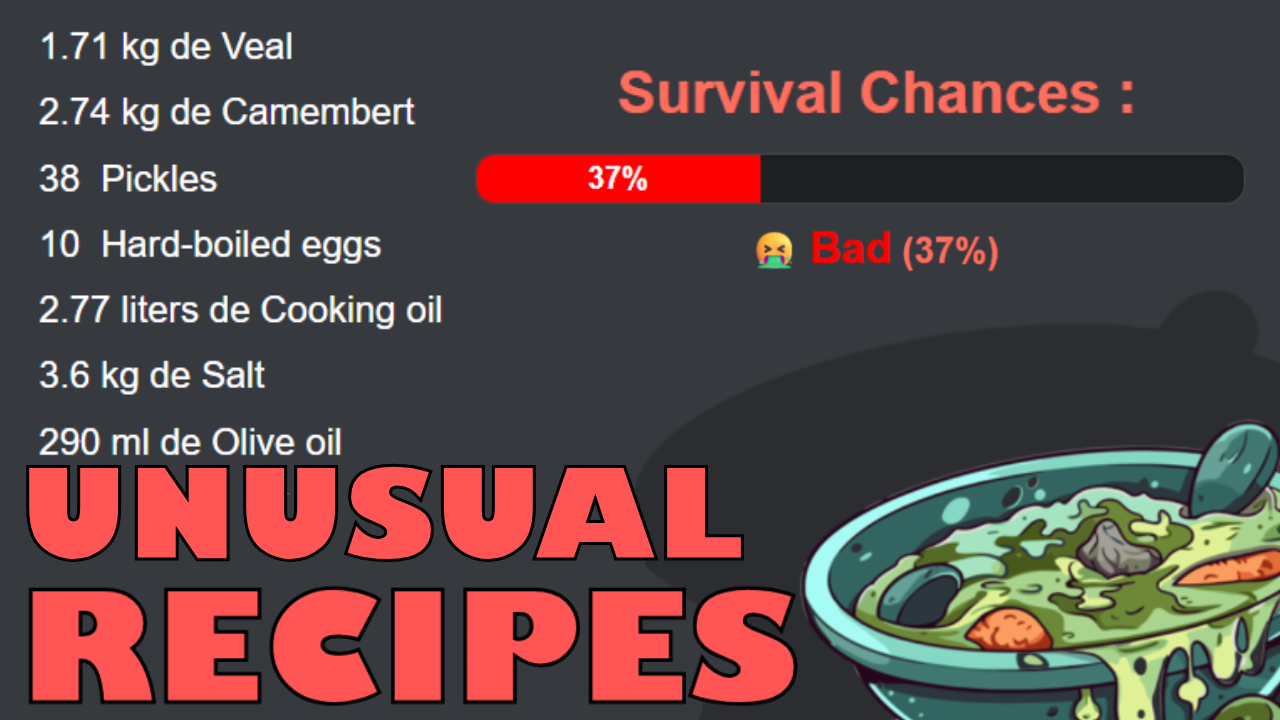 1.71 kg de Veal
2.74 kg de Camembert
38 Pickles
10 Hard-boiled eggs
2.77 liters de Cooking oil
3.6 kg de Salt
290 ml de Olive oil
Survival Chances :
37%
🤮 Bad (37%)
UNUSUAL
RECIPES